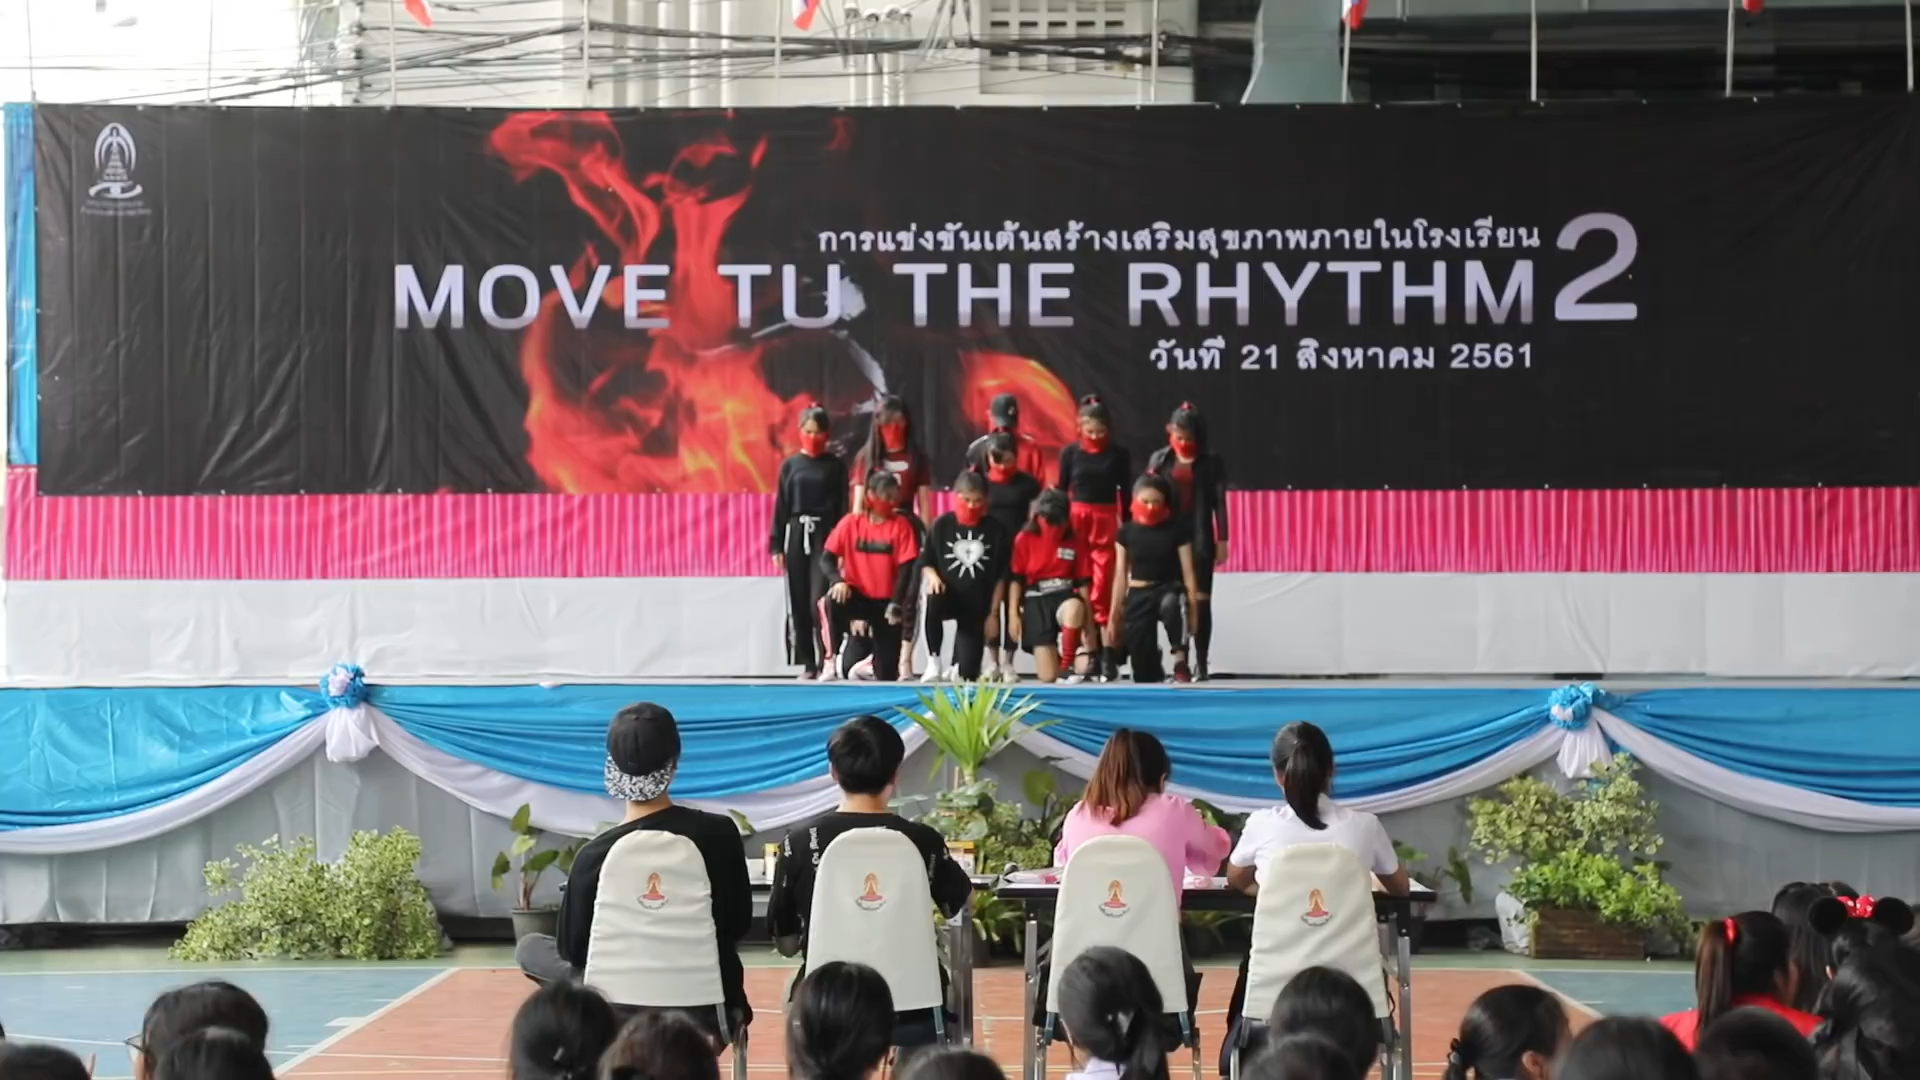 การแข่งขันเต้นสร้างเสริมสุขภาพภายในโรงเรียน
MOVE TU THE RHYTHM 2
วันที่ 21 สิงหาคม 2561